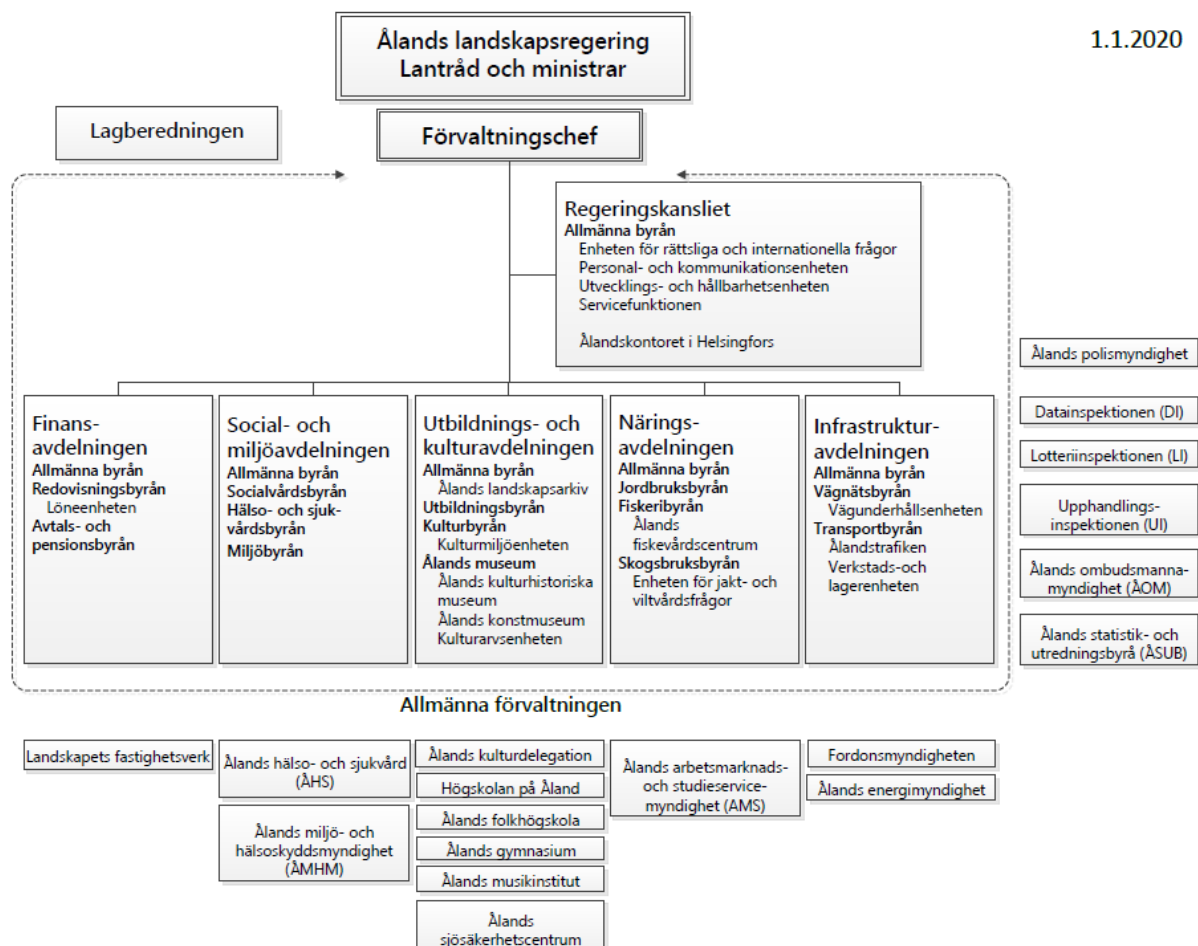 Ålands landskapsregering
Lantråd och ministrar
1.1.2020
Lagberedningen
Förvaltningschef
Regeringskansliet
Allmänna byrån
Enheten för rättsliga och internationella frågor
Personal- och kommunikationsenheten
Utvecklings- och hållbarhetsenheten
Servicefunktionen
Ålandskontoret i Helsingfors
Finans-
avdelningen
Allmänna byrån
Redovisningsbyrån
Löneenheten
Avtals- och
pensionsbyrån
Social- och
miljöavdelningen
Allmänna byrån
Socialvårdsbyrån
Hälso- och sjuk-
vårdsbyrån
Miljöbyrån
Utbildnings- och
kulturavdelningen
Allmänna byrån
Ålands landskapsarkiv
Utbildningsbyrån
Kulturbyrån
Kulturmiljöenheten
Ålands museum
Ålands kulturhistoriska
museum
Ålands konstmuseum
Kulturarvsenheten
Närings-
avdelningen
Allmänna byrån
Jordbruksbyrån
Fiskeribyrån
Ålands
fiskevårdscentrum
Skogsbruksbyrån
Enheten för jakt- och
viltvårdsfrågor
Infrastruktur-
avdelningen
Allmänna byrån
Vägnätsbyrån
Vägunderhållsenheten
Transportbyrån
Ålandstrafiken
Verkstads-och
lagerenheten
Ålands polismyndighet
Datainspektionen (DI)
Lotteriinspektionen (LI)
Upphandlings-
inspektionen (UI)
Ålands ombudsmanna-
myndighet (ÅOM)
Ålands statistik- och
utredningsbyrå (ÅSUB)
Allmänna förvaltningen
Landskapets fastighetsverk
Ålands hälso- och sjukvård
(ÅHS)
Ålands miljö- och
hälsoskyddsmyndighet
(ÅMHM)
Ålands kulturdelegation
Högskolan på Åland
Ålands folkhögskola
Ålands gymnasium
Ålands musikinstitut
Ålands
sjösäkerhetscentrum
Ålands arbetsmarknads-
och studieservice-
myndighet (AMS)
Fordonsmyndigheten
Ålands energimyndighet